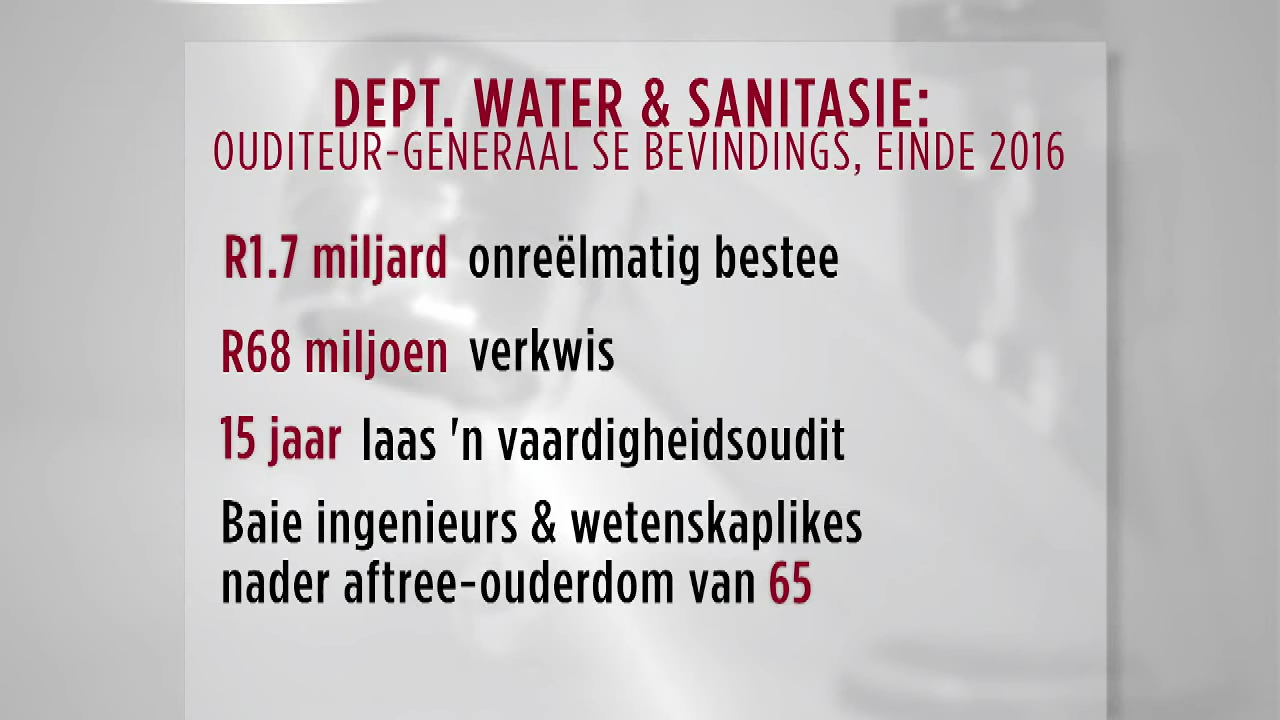 DEPT. WATER & SANITASIE:
OUDITEUR-GENERAAL SE BEVINDINGS, EINDE 2016
R1.7 miljard onreëlmatig bestee
R68 miljoen verkwis
15 jaar laas 'n vaardigheidsoudit
Baie ingenieurs & wetenskaplikes
nader aftree-ouderdom van 65